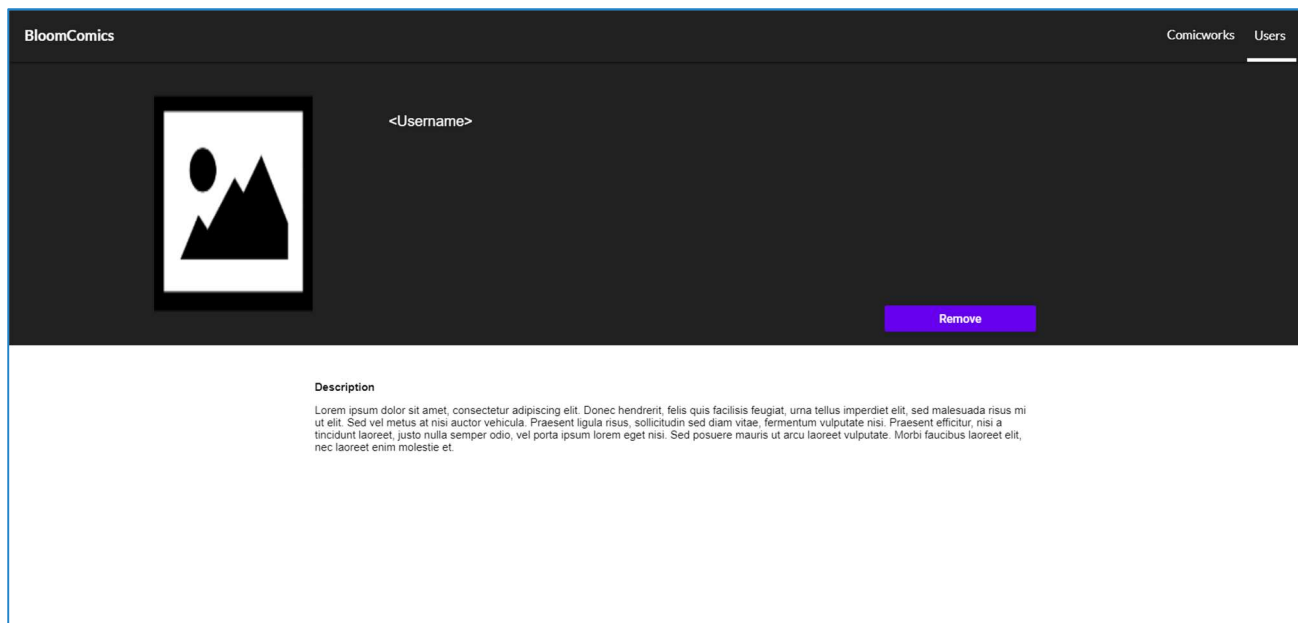 BloomComics
Comicworks
Users
<Username>
Remove
Description
Lorem ipsum dolor sit amet, consectetur adipiscing elit. Donec hendrerit, felis quis facilisis feugiat, urna tellus imperdiet elit, sed malesuada risus mi
ut elit. Sed vel metus at nisi auctor vehicula. Praesent ligula risus, sollicitudin sed diam vitae, fermentum vulputate nisi. Praesent efficitur, nisi a
tincidunt laoreet, justo nulla semper odio, vel porta ipsum lorem eget nisi. Sed posuere mauris ut arcu laoreet vulputate. Morbi faucibus laoreet elit,
nec laoreet enim molestie et.